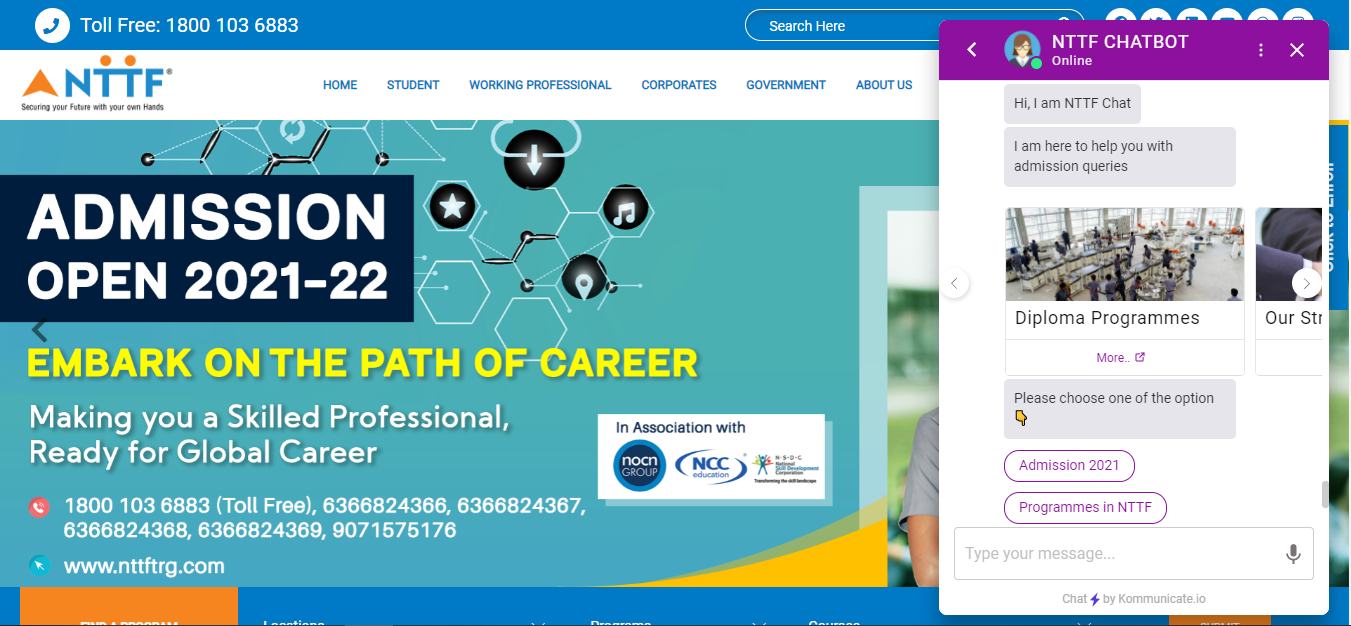 Toll Free: 1800 103 6883
Search Here
NTTF
Securing your Future with your own Hands
HOME STUDENT WORKING PROFESSIONAL CORPORATES GOVERNMENT ABOUT US
ADMISSION
OPEN 2021-22
EMBARK ON THE PATH OF CAREER
Making you a Skilled Professional,
Ready for Global Career
In Association with
nocn
GROUP
NCC
education
N·S·D·C
National
Skill Development
Corporation
Transforming the skill landscape
1800 103 6883 (Toll Free), 6366824366, 6366824367,
6366824368, 6366824369, 9071575176
www.nttftrg.com
FIND A PROGRAM
Locations
Programs
Courses
SUBMIT
Click to Enroll
NTTF CHATBOT
Online
Hi, I am NTTF Chat
I am here to help you with
admission queries
Diploma Programmes
Our Str
More..
Please choose one of the option
Admission 2021
Programmes in NTTF
Type your message...
Chat by Kommunicate.io